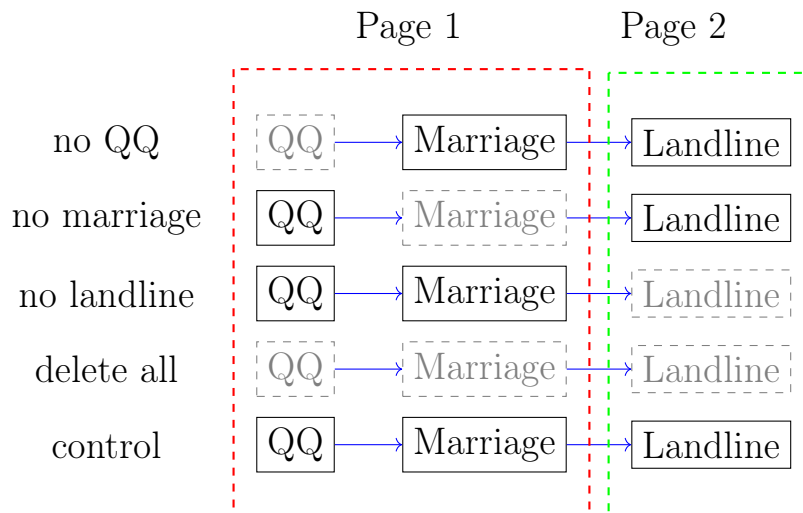 Page 1 Page 2
no QQ QQ Marriage Landline
no marriage QQ Marriage Landline
no landline QQ Marriage Landline
delete all QQ Marriage Landline
control QQ Marriage Landline